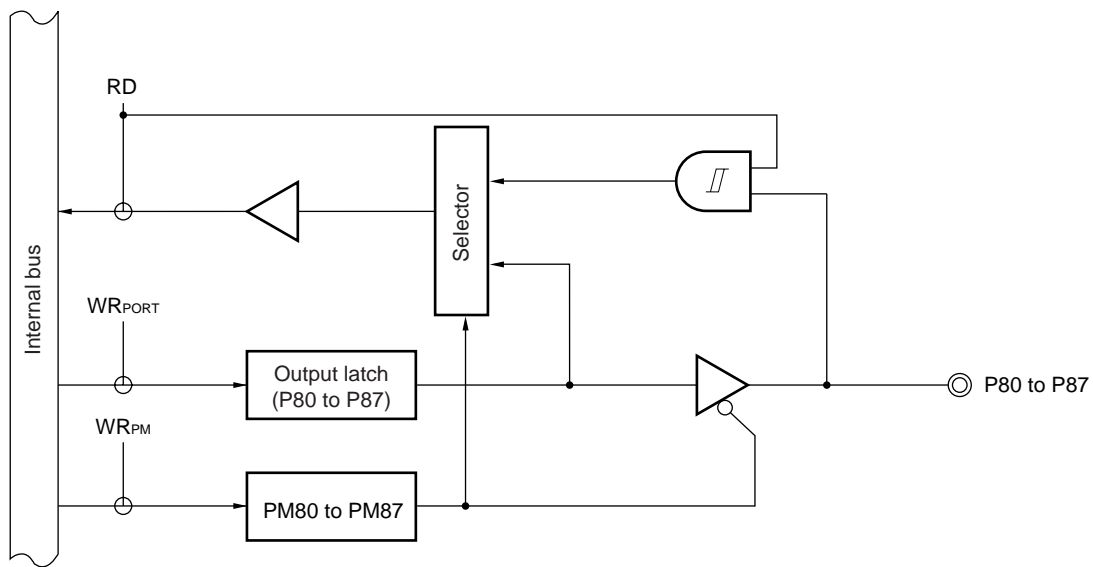 RD
Selector
Internal bus
WRPORT
Output latch
(P80 to P87)
P80 to P87
WRPM
PM80 to PM87